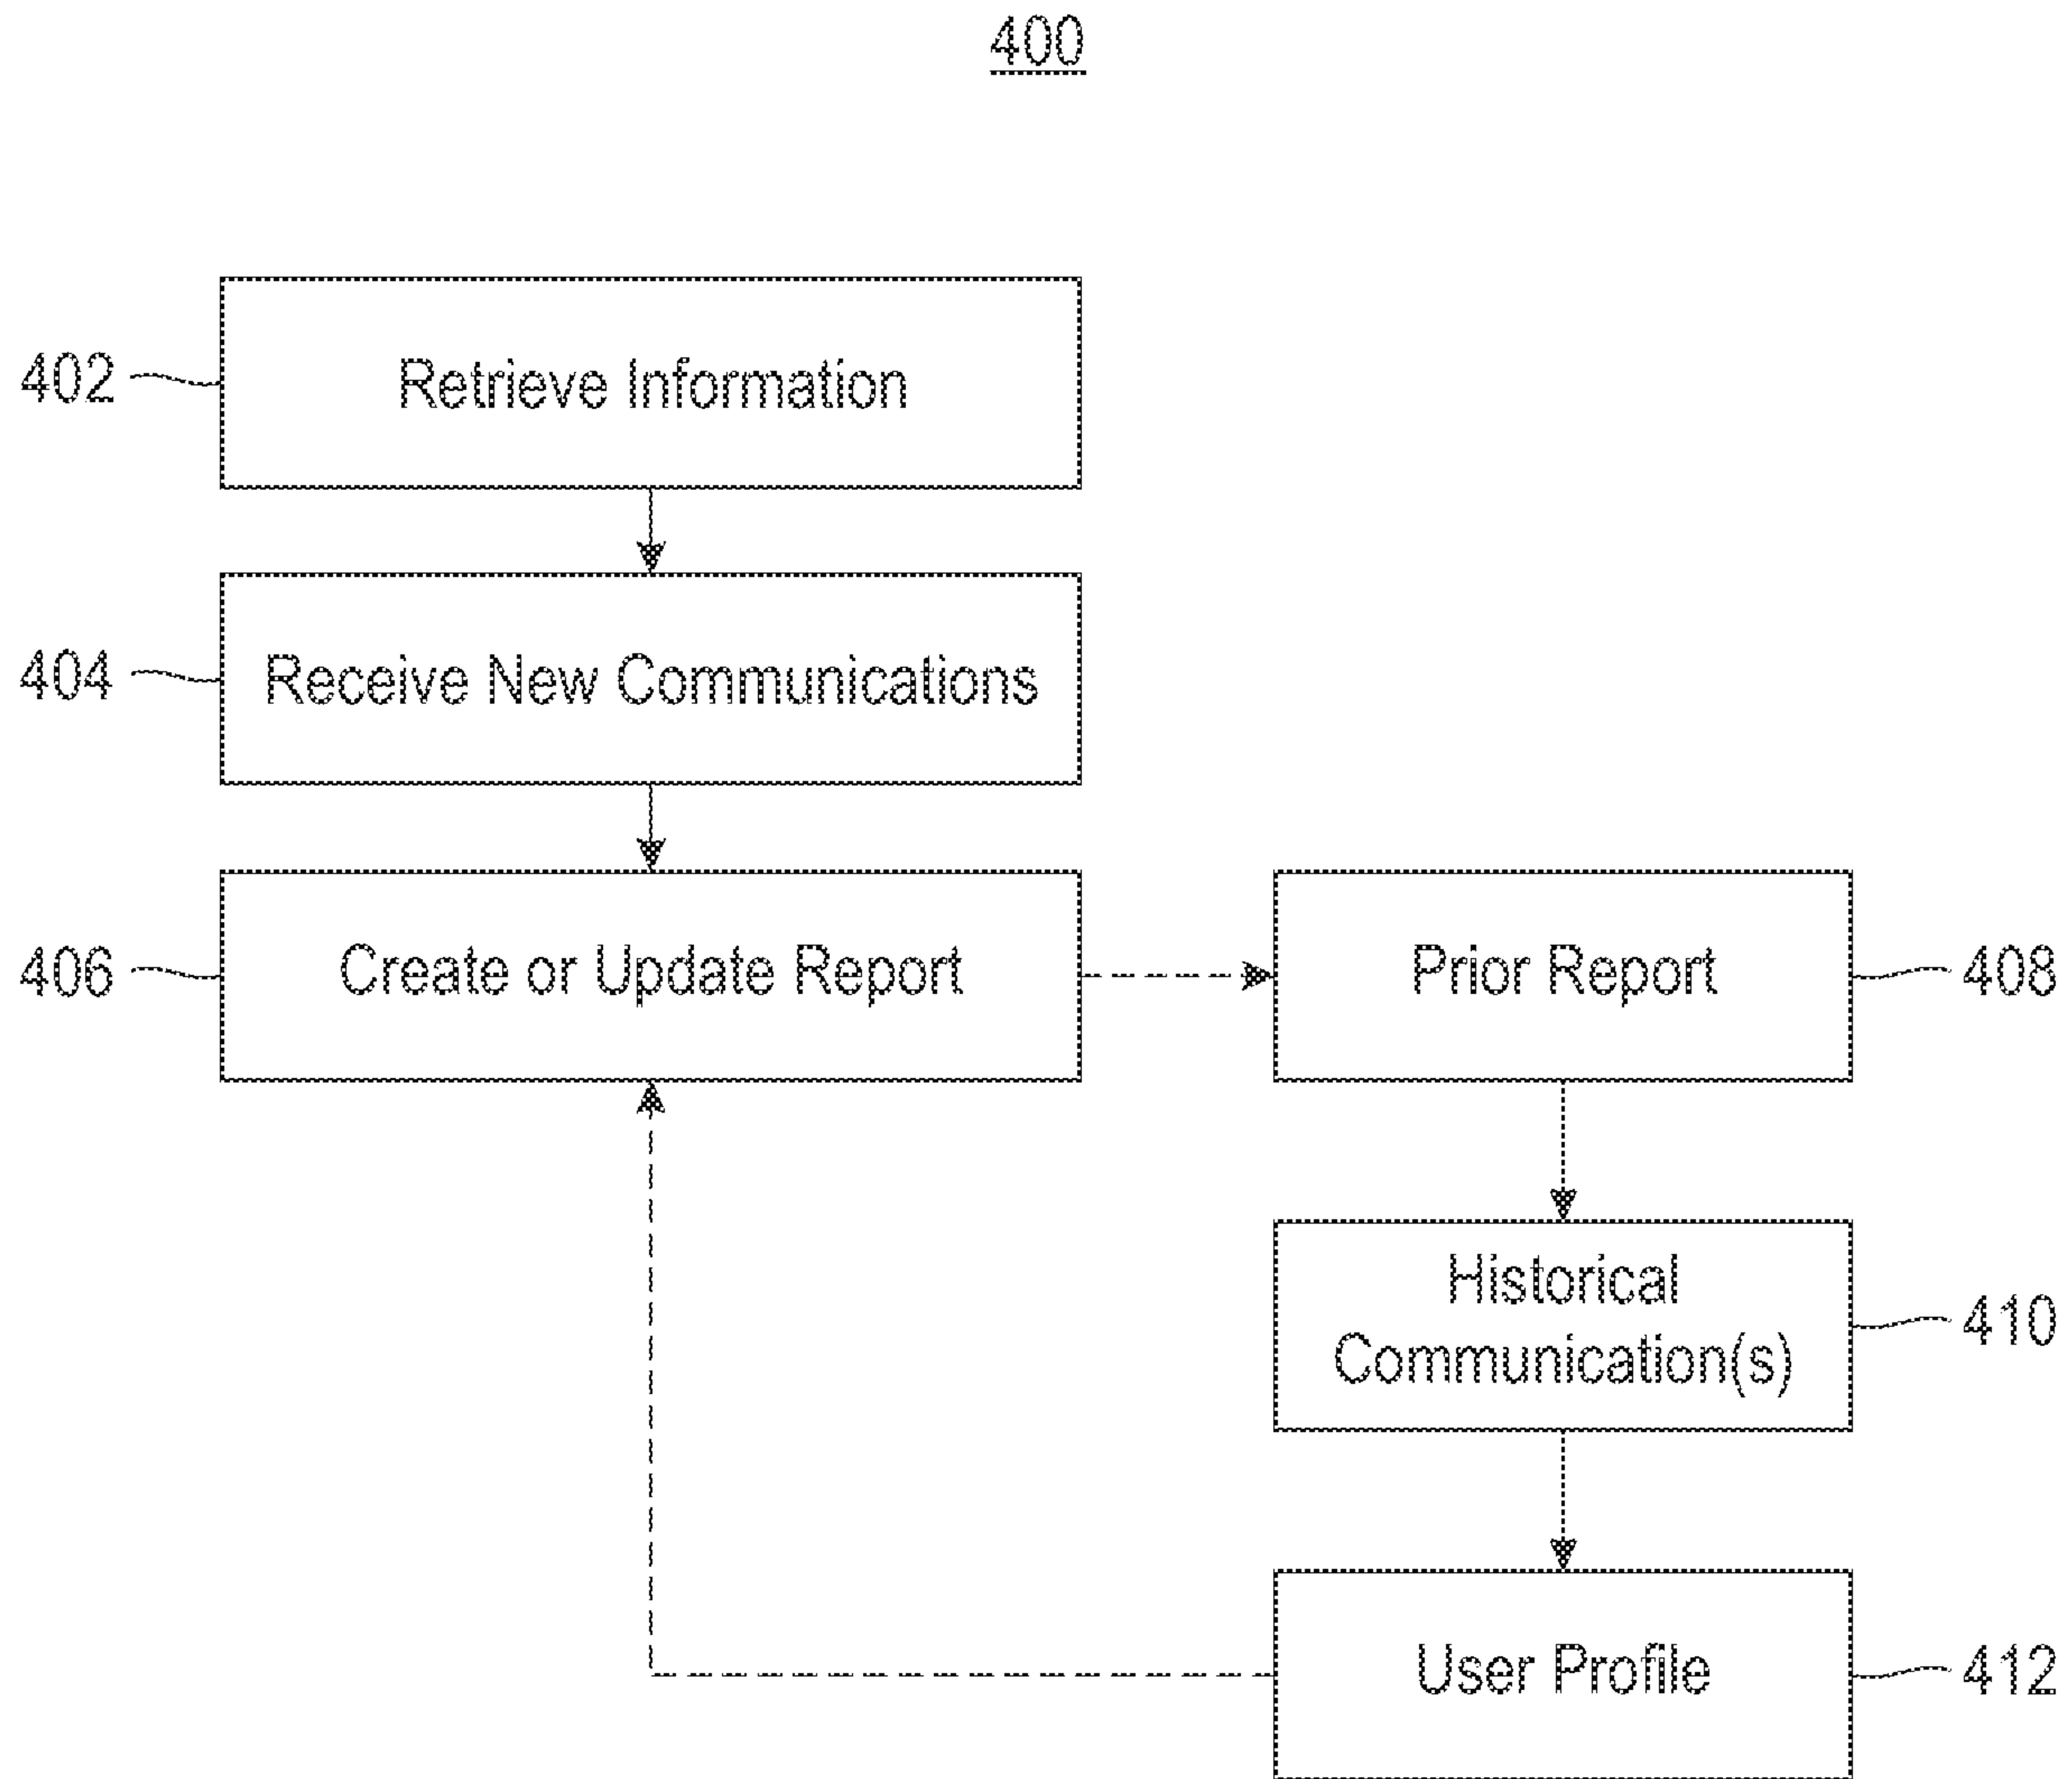 400
402
Retrieve Information
404
Receive New Communications
406
Create or Update Report
Prior Report
408
Historical
Communication(s)
410
User Profile
412